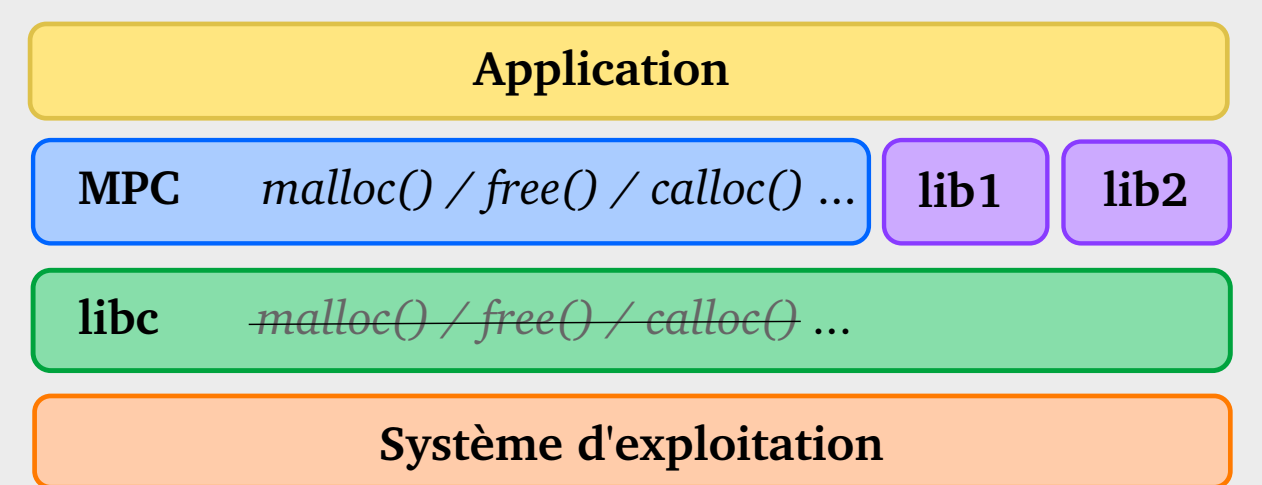 Application
MPC malloc() / free() / calloc() ... lib1 lib2
libc malloc() / free() / calloc() ...
Système d'exploitation